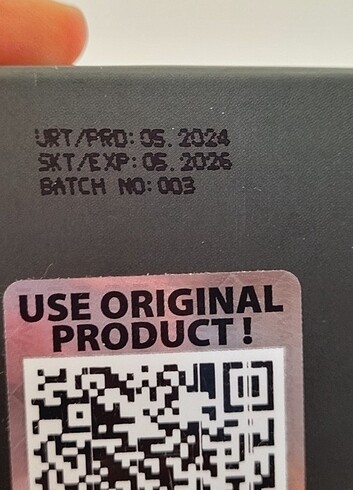 URT/PRD: 05.2024
SKT/EXP: 05.2026
BATCH NO: 003
USE ORIGINAL
PRODUCT!